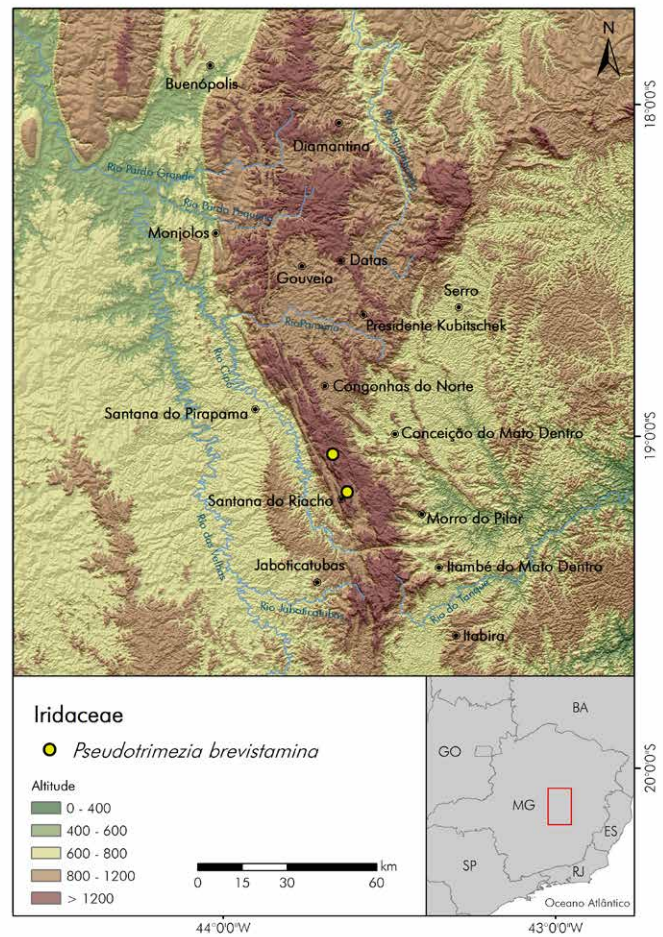 N
18°0'0"S
Buenópolis
Diamantina
Rio Pardo Grande
Rio Pardo Pequeno
Monjolos
Datas
Gouveia
Serro
Presidente Kubitschek
Rio Paraúna
Rio Cipó
Congonhas do Norte
Santana do Pirapama
Conceição do Mato Dentro
19°0'0"S
Santana do Riacho
Morro do Pilar
Rio das Velhas
Jaboticatubas
Itambé do Mato Dentro
Rio Jaboticatubas
Rio do Tanque
Itabira
Iridaceae
Pseudotrimezia brevistamina
Altitude
0 - 400
400 - 600
600 - 800
800 - 1200
> 1200
km
0 15 30 60
BA
GO
MG
ES
SP
RJ
Oceano Atlântico
20°0'0"S
44°0'0"W
43°0'0"W